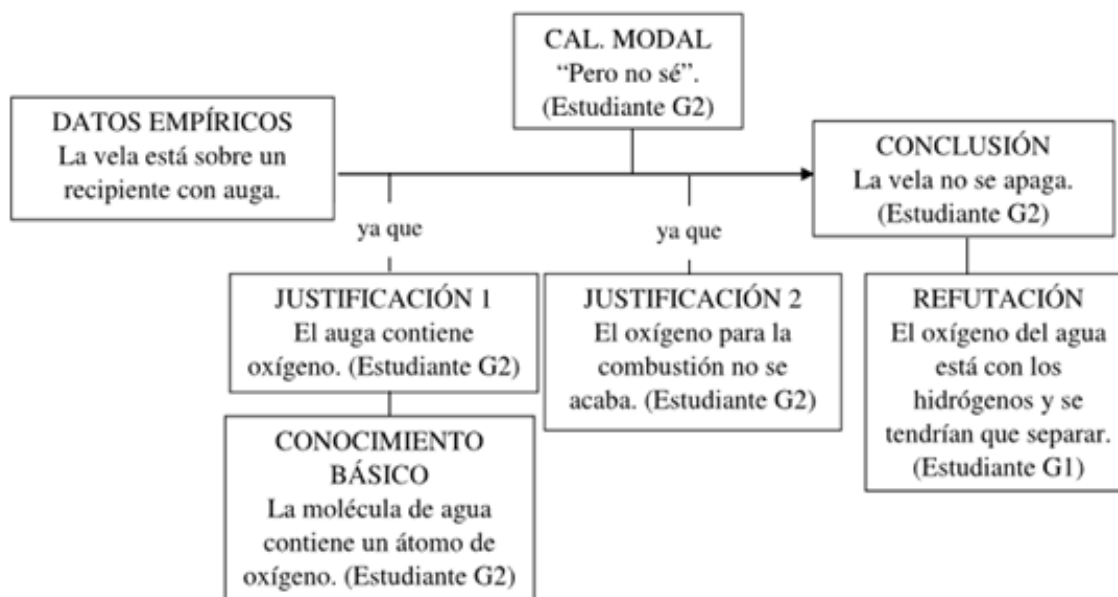 CAL. MODAL
“Pero no sé”.
(Estudiante G2)
DATOS EMPÍRICOS
La vela está sobre un
recipiente con auga.
CONCLUSIÓN
La vela no se apaga.
(Estudiante G2)
ya que
ya que
JUSTIFICACIÓN 1
El auga contiene
oxígeno. (Estudiante G2)
JUSTIFICACIÓN 2
El oxígeno para la
combustión no se
acaba. (Estudiante G2)
REFUTACIÓN
El oxígeno del agua
está con los
hidrógenos y se
tendrían que separar.
(Estudiante G1)
CONOCIMIENTO
BÁSICO
La molécula de agua
contiene un átomo de
oxígeno. (Estudiante G2)